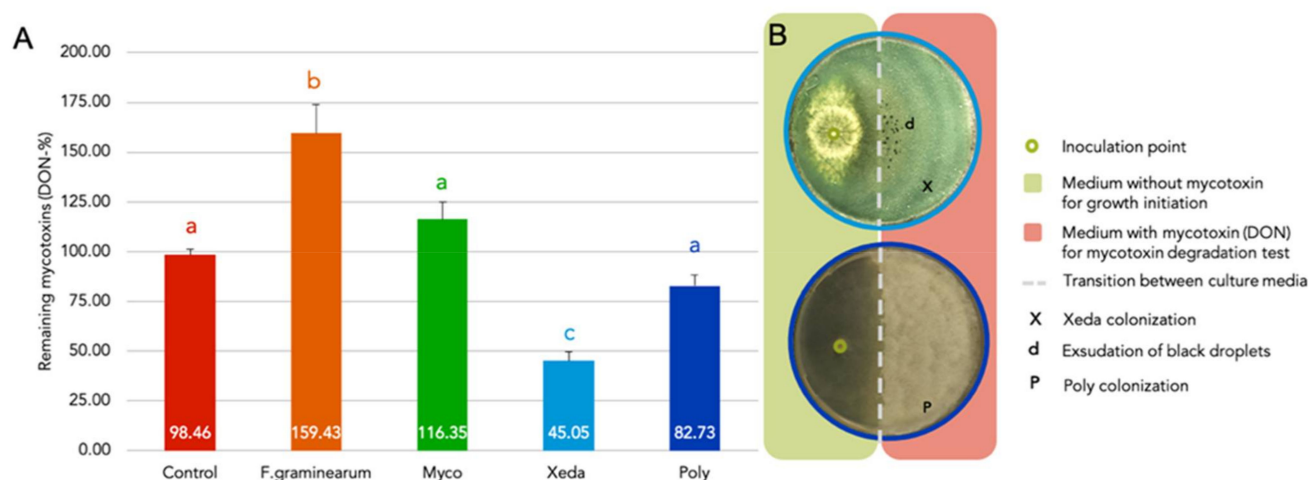 A
Remaining mycotoxins (DON-%)
200.00
175.00
150.00
125.00
100.00
75.00
50.00
25.00
0.00
a
b
a
c
a
98.46
159.43
116.35
45.05
82.73
Control
F.graminearum
Myco
Xeda
Poly
B
d
X
P
Inoculation point
Medium without mycotoxin
for growth initiation
Medium with mycotoxin (DON)
for mycotoxin degradation test
Transition between culture media
X Xeda colonization
d Exsudation of black droplets
P Poly colonization